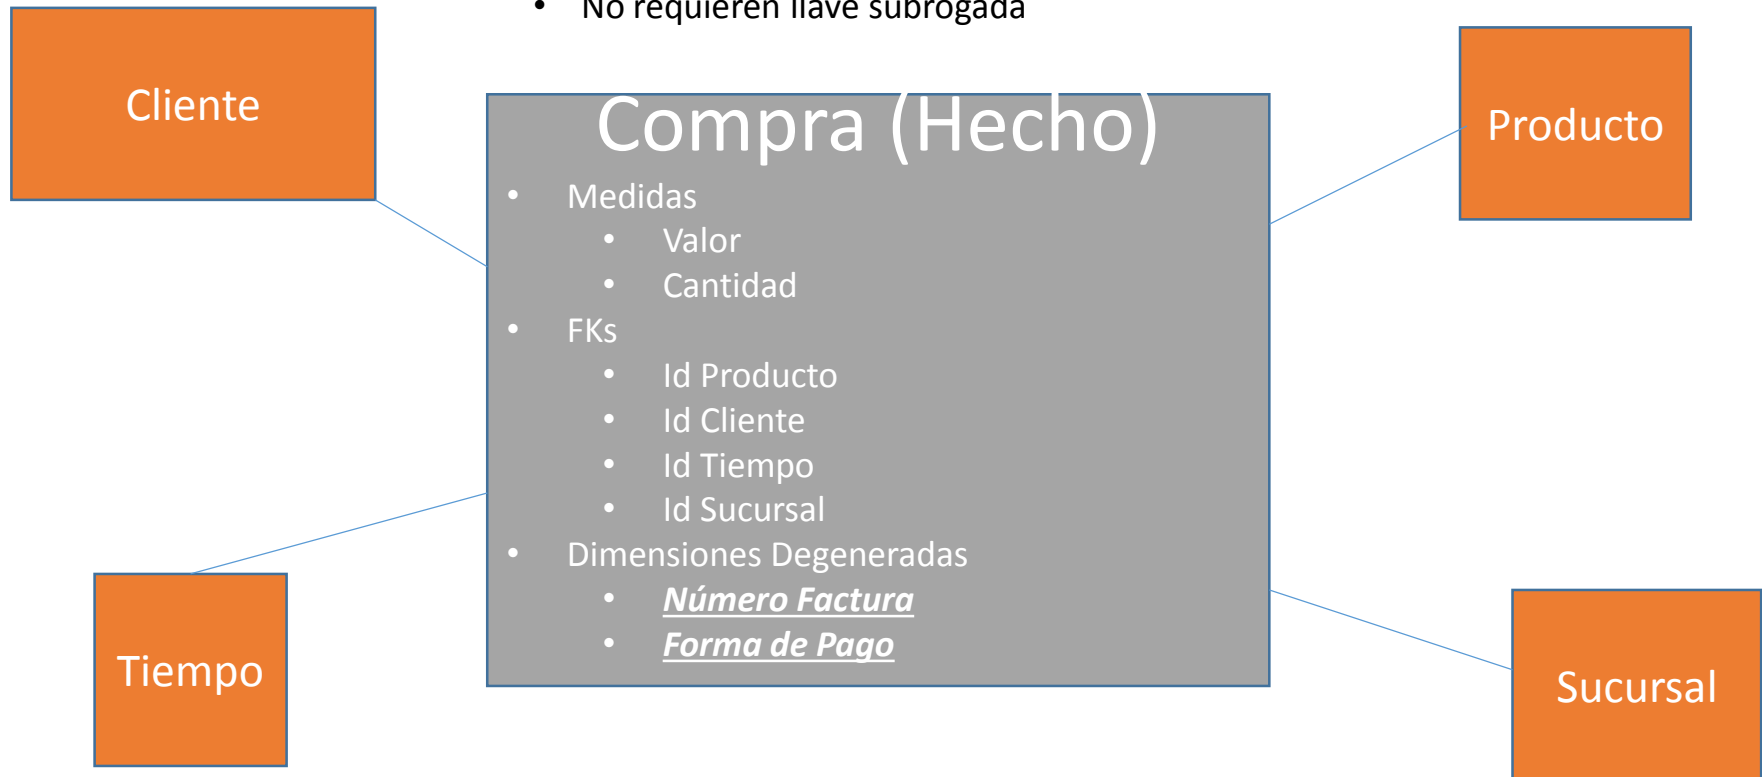 • No requieren llave subrogada
Cliente
Compra (Hecho)
Producto
• Medidas
• Valor
• Cantidad
• FKs
• Id Producto
• Id Cliente
• Id Tiempo
• Id Sucursal
• Dimensiones Degeneradas
• Número Factura
• Forma de Pago
Tiempo
Sucursal